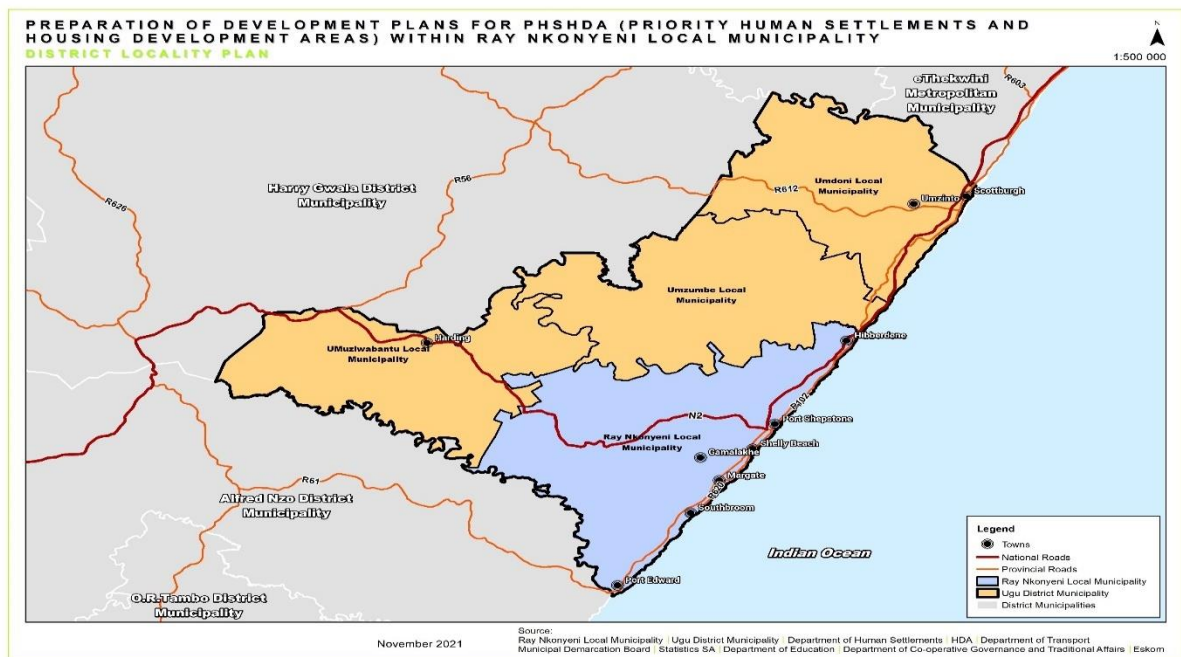 PREPARATION OF DEVELOPMENT PLANS FOR PHSHDA (PRIORITY HUMAN SETTLEMENTS AND
HOUSING DEVELOPMENT AREAS) WITHIN RAY NKONYENI LOCAL MUNICIPALITY
DISTRICT LOCALITY PLAN
N
1:500 000
eThekwini
Metropolitan
Municipality
R603
Harry Gwala District
Municipality
R56
R626
Umdoni Local
Municipality
R612
Umzinto
Scottburgh
Umzumbe Local
Municipality
UMuziwabantu Local
Municipality
Harding
Hibberdene
R102
N2
Port Shepstone
Ray Nkonyeni Local
Municipality
Shelly Beach
Gamalakhe
Margate
Southbroom
R61
Alfred Nzo District
Municipality
Indian Ocean
Port Edward
O.R.Tambo District
Municipality
Legend
Towns
National Roads
Provincial Roads
Ray Nkonyeni Local Municipality
Ugu District Municipality
District Municipalities
November 2021
Source:
Ray Nkonyeni Local Municipality | Ugu District Municipality | Department of Human Settlements | HDA | Department of Transport
Municipal Demarcation Board | Statistics SA | Department of Education | Department of Co-operative Governance and Traditional Affairs | Eskom